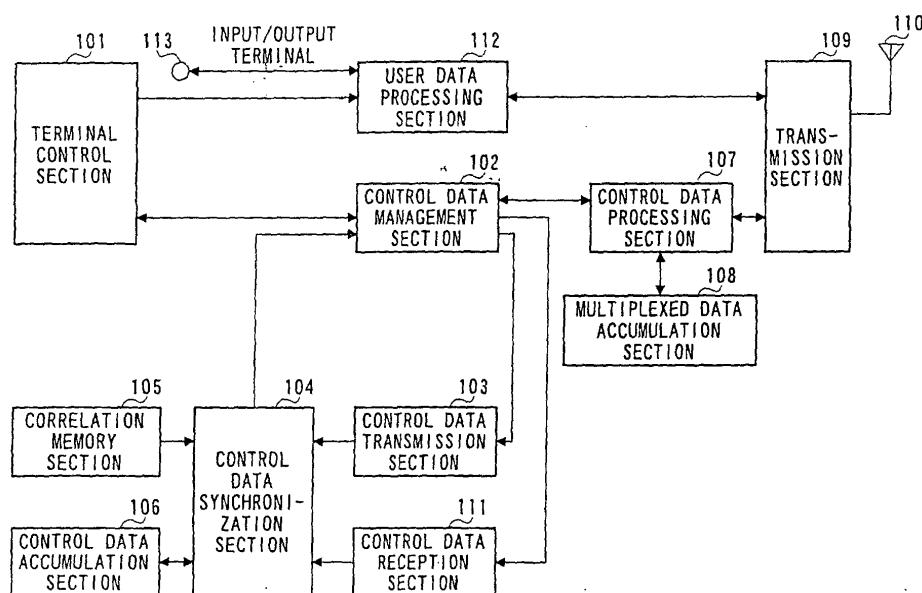 101
TERMINAL
CONTROL
SECTION
113
INPUT/OUTPUT
TERMINAL
112
USER DATA
PROCESSING
SECTION
109
TRANS-
MISSION
SECTION
110
102
CONTROL DATA
MANAGEMENT
SECTION
107
CONTROL DATA
PROCESSING
SECTION
108
MULTIPLEXED DATA
ACCUMULATION
SECTION
105
CORRELATION
MEMORY
SECTION
104
CONTROL
DATA
SYNCHRONI-
ZATION
SECTION
103
CONTROL DATA
TRANSMISSION
SECTION
106
CONTROL DATA
ACCUMULATION
SECTION
111
CONTROL DATA
RECEPTION
SECTION